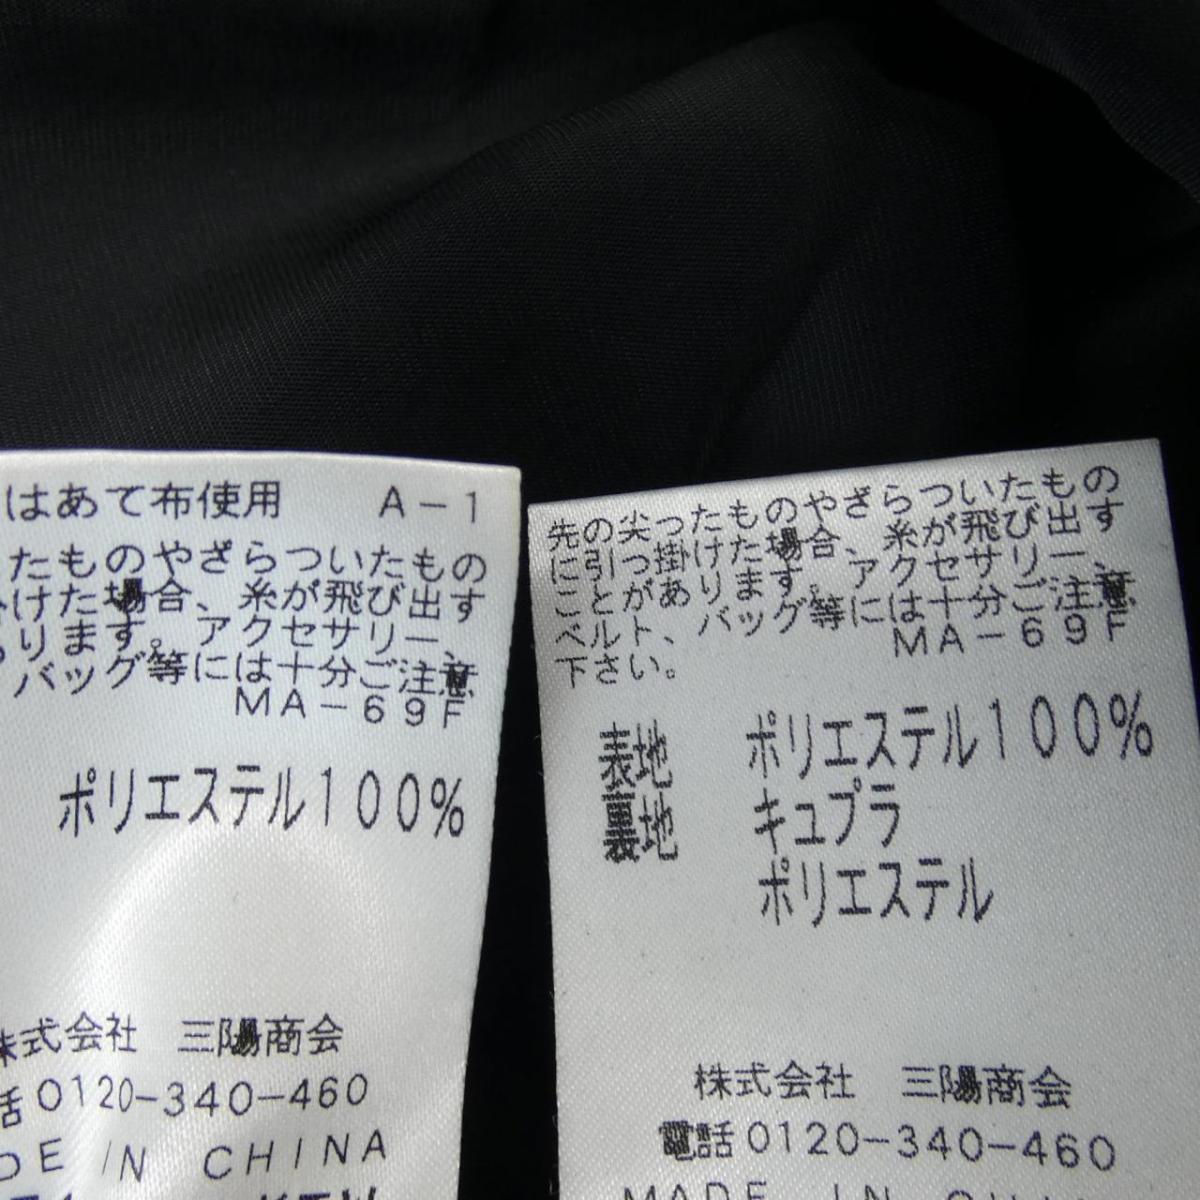 はあて布使用 A-1
たものやざらついたもの
けた場合、糸が飛び出す
ります。アクセサリー、
バッグ等には十分ご注意
MA-69F
ポリエステル100%
株式会社 三陽商会
話0120-340-460
DE IN CHINA
先の尖ったものやざらついたもの
に引っ掛けた場合、糸が飛び出す
ことがあります。アクセサリー、
ベルト、バッグ等には十分ご注意
下さい。 MA-69F
表地 ポリエステル100%
裏地 キュプラ
ポリエステル
株式会社 三陽商会
電話0120-340-460
MADE IN CHINA